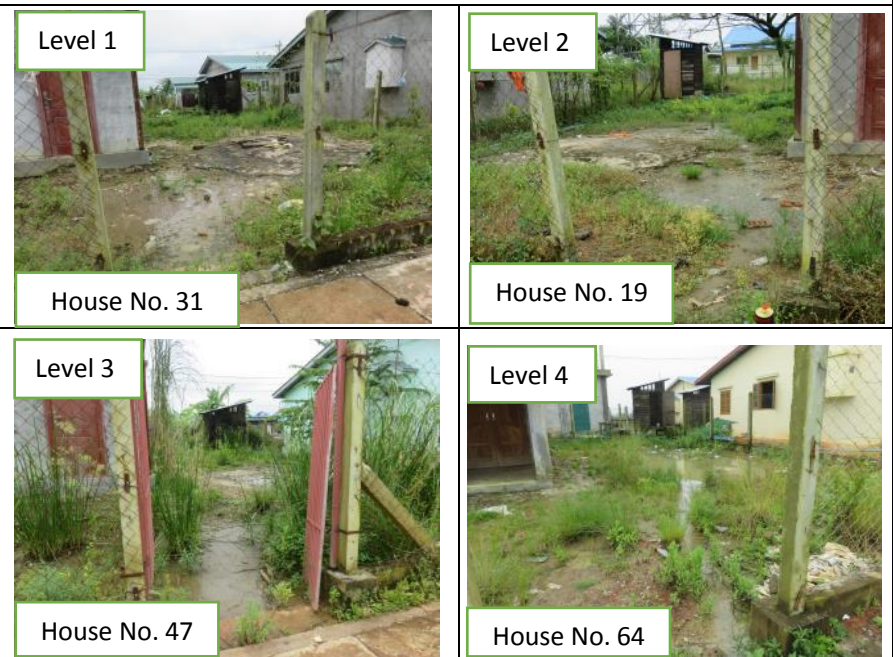 Level 1
House No. 31
Level 2
House No. 19
Level 3
House No. 47
Level 4
House No. 64